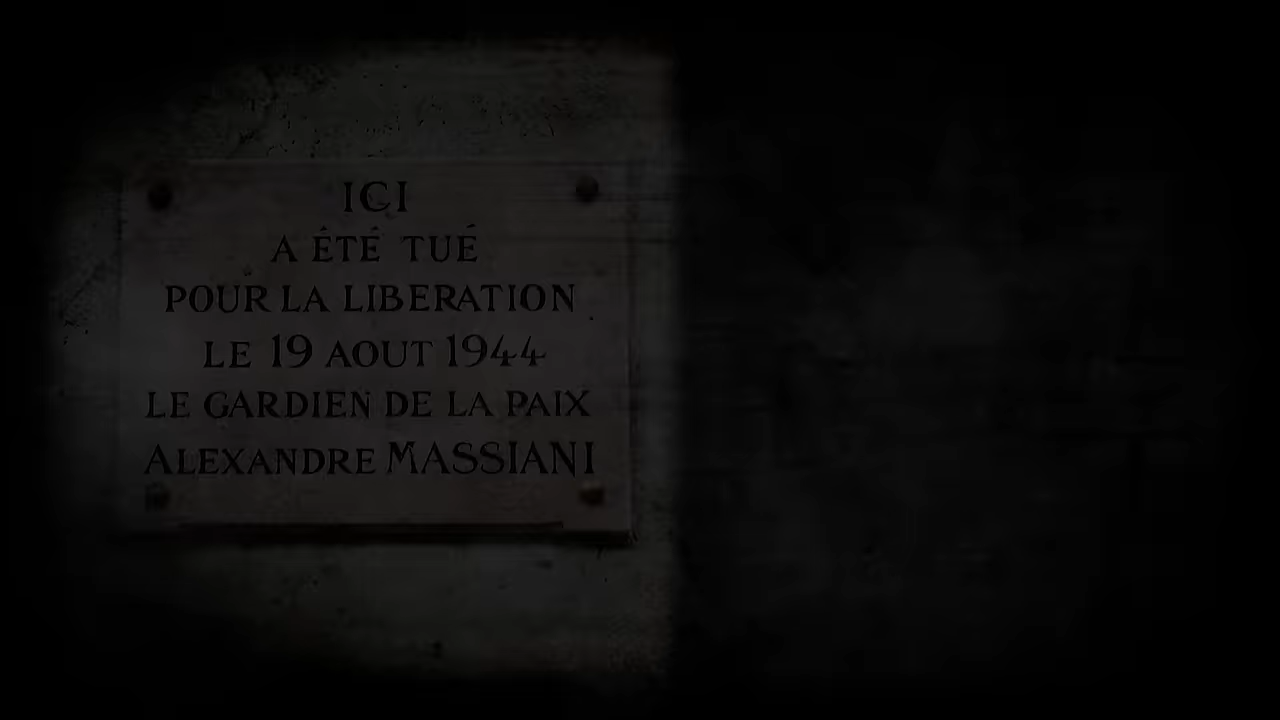 ICI
A ÉTÉ TUÉ
POUR LA LIBERATION
LE 19 AOUT 1944
LE GARDIEN DE LA PAIX
ALEXANDRE MASSIANI